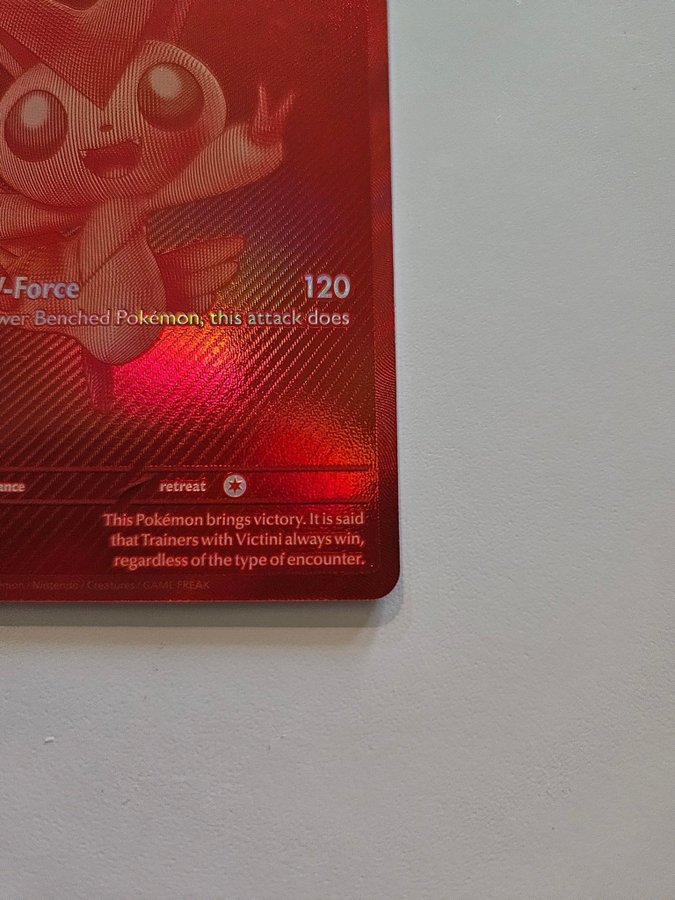 V-Force 120
wer Benched Pokémon, this attack does
ance retreat
This Pokémon brings victory. It is said
that Trainers with Victini always win,
regardless of the type of encounter.
émon / Nintendo / Creatures / GAME FREAK